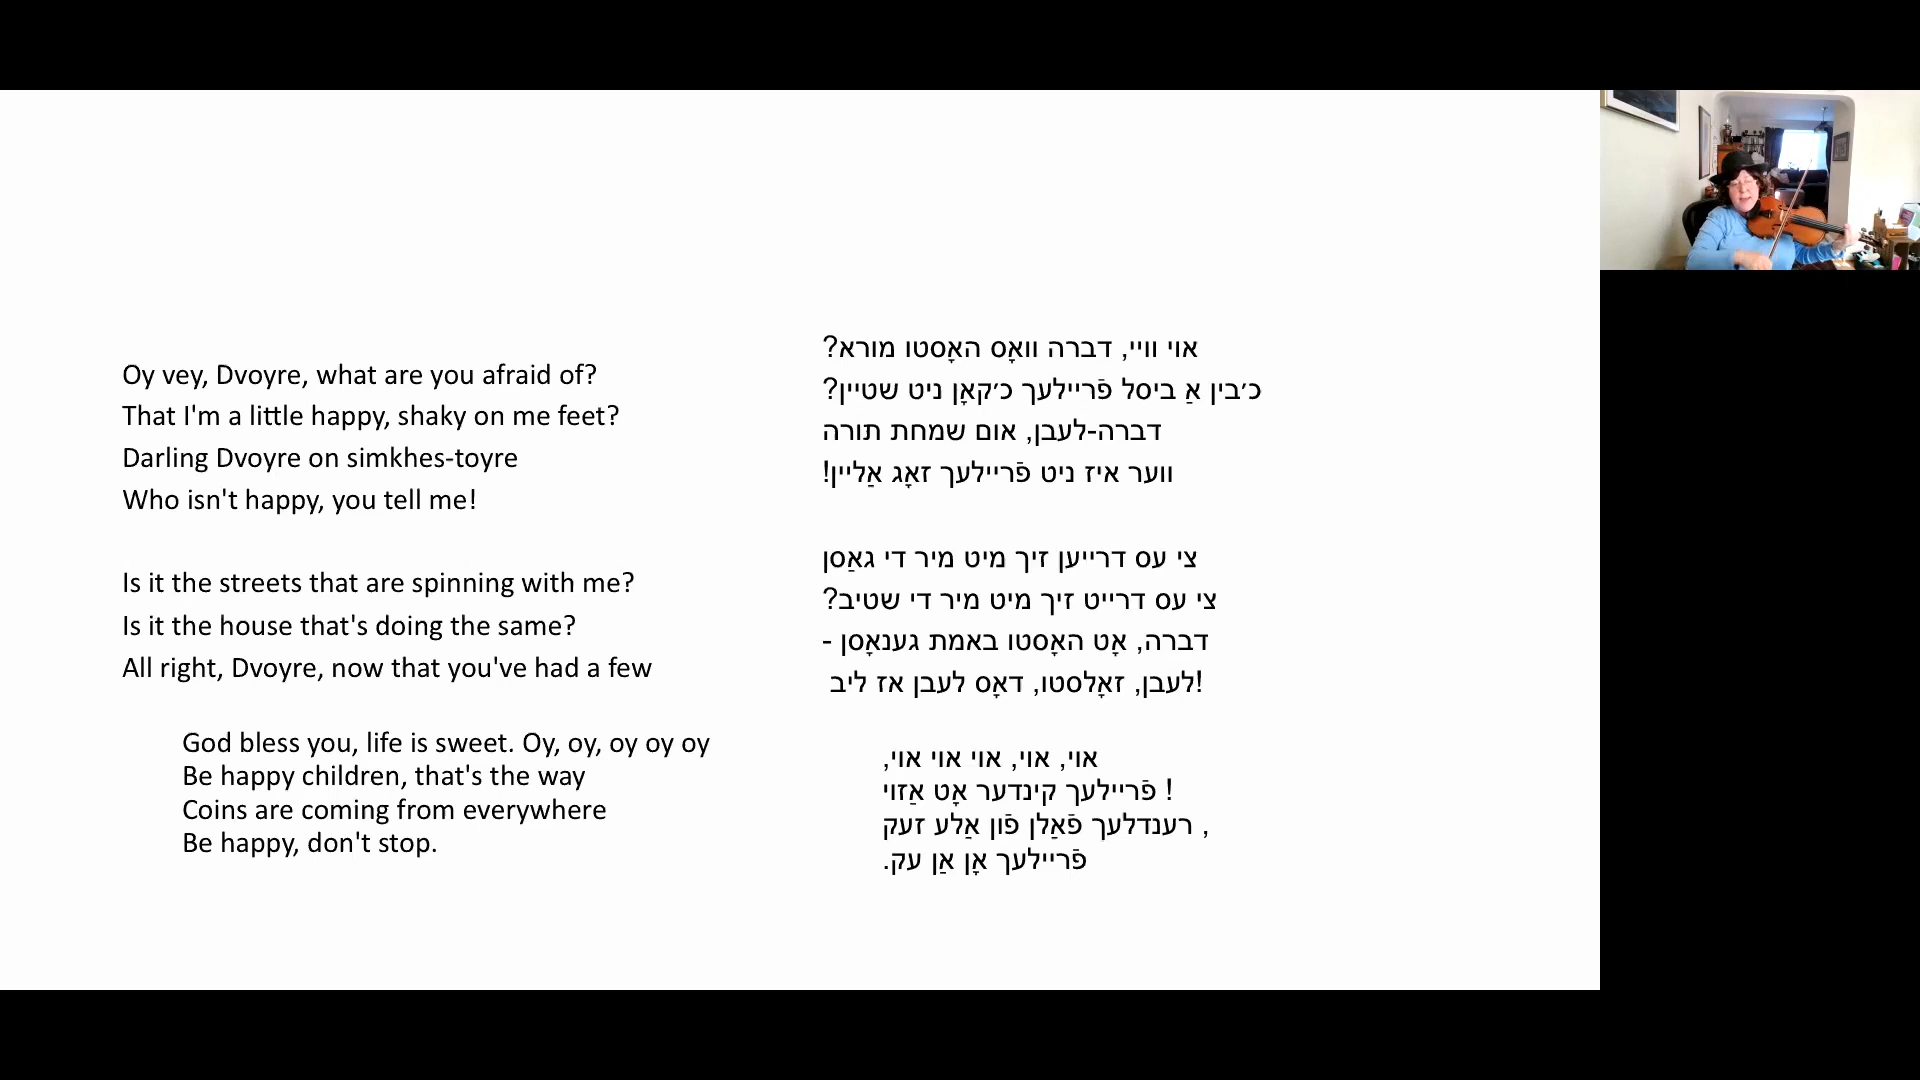 Oy vey, Dvoyre, what are you afraid of?
That I'm a little happy, shaky on me feet?
Darling Dvoyre on simkhes-toyre
Who isn't happy, you tell me!
Is it the streets that are spinning with me?
Is it the house that's doing the same?
All right, Dvoyre, now that you've had a few
God bless you, life is sweet. Oy, oy, oy oy oy
Be happy children, that's the way
Coins are coming from everywhere
Be happy, don't stop.
אוי וויי, דברה וואָס האָסטו מורא?
כ׳בין אַ ביסל פֿריילעך כ׳קאָן ניט שטיין?
דברה-לעבן, אום שמחת תורה
ווער איז ניט פֿריילעך זאָג אַליין!
צי עס דרייען זיך מיט מיר די גאַסן
צי עס דרייט זיך מיט מיר די שטיב?
דברה, אָט האָסטו באמת גענאָסן -
!לעבן, זאָלסטו, דאָס לעבן אז ליב
אוי, אוי, אוי אוי אוי,
! פֿריילעך קינדער אָט אַזוי
, רענדלעך פֿאַלן פֿון אַלע זעק
פֿריילעך אָן אַן עק.